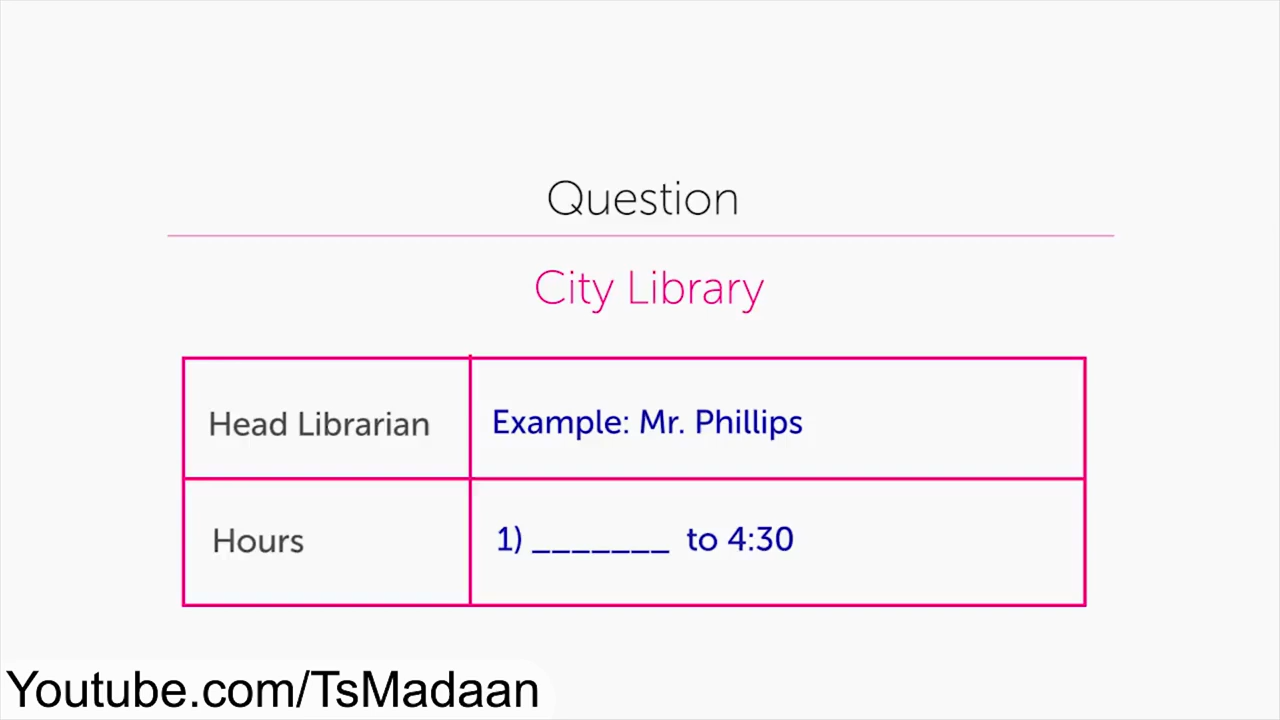 Question
City Library
Head Librarian Example: Mr. Phillips
Hours 1) _______ to 4:30
Youtube.com/TsMadaan